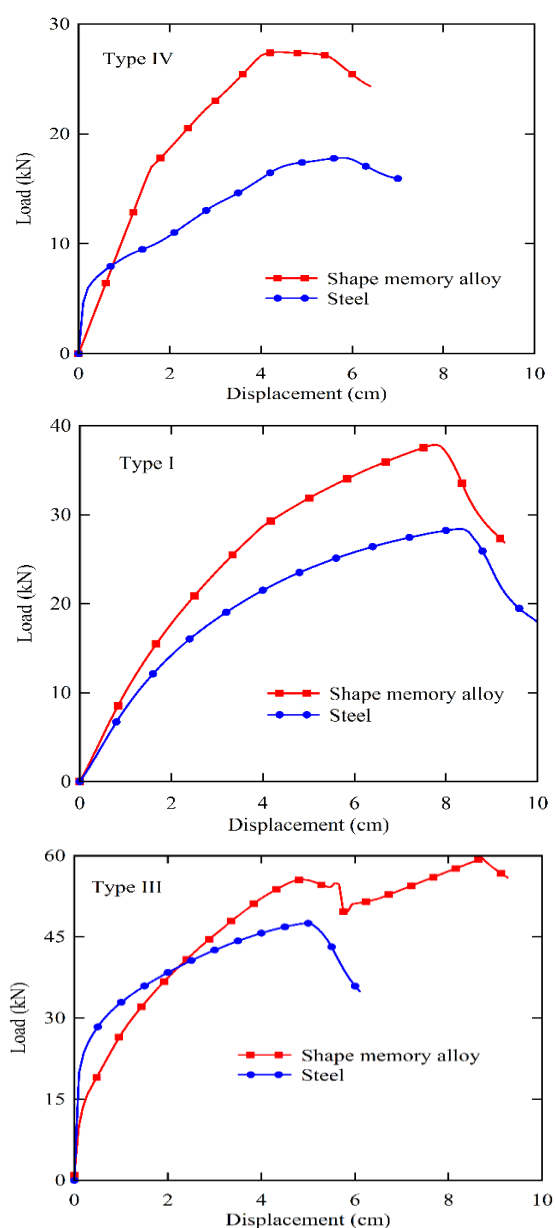 30
Type IV
20
Load (kN)
10
Shape memory alloy
Steel
0
0 2 4 6 8 10
Displacement (cm)
40
Type I
30
Load (kN)
20
10
Shape memory alloy
Steel
0
0 2 4 6 8 10
Displacement (cm)
60
Type III
45
Load (kN)
30
Shape memory alloy
Steel
15
0
0 2 4 6 8 10
Displacement (cm)